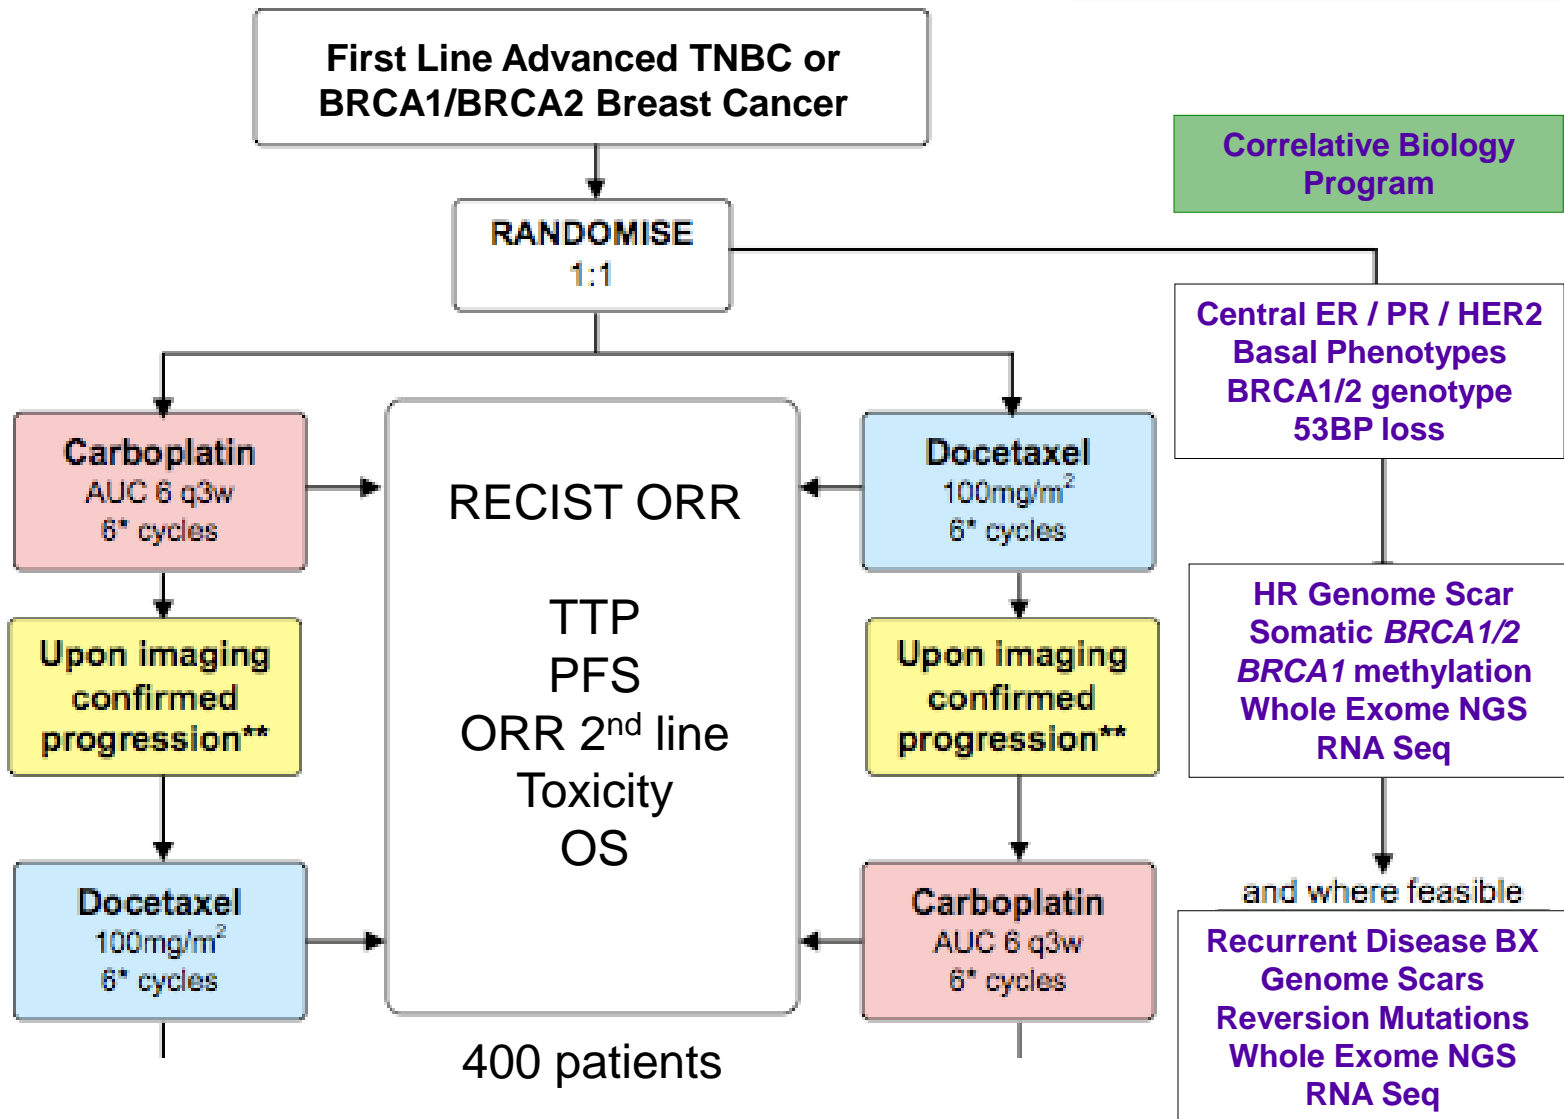 First Line Advanced TNBC or
BRCA1/BRCA2 Breast Cancer
RANDOMISE
1:1
Carboplatin
AUC 6 q3w
6* cycles
Upon imaging
confirmed
progression**
Docetaxel
100mg/m²
6* cycles
RECIST ORR
TTP
PFS
ORR 2nd line
Toxicity
OS
400 patients
Docetaxel
100mg/m²
6* cycles
Upon imaging
confirmed
progression**
Carboplatin
AUC 6 q3w
6* cycles
Correlative Biology
Program
Central ER / PR / HER2
Basal Phenotypes
BRCA1/2 genotype
53BP loss
HR Genome Scar
Somatic BRCA1/2
BRCA1 methylation
Whole Exome NGS
RNA Seq
and where feasible
Recurrent Disease BX
Genome Scars
Reversion Mutations
Whole Exome NGS
RNA Seq